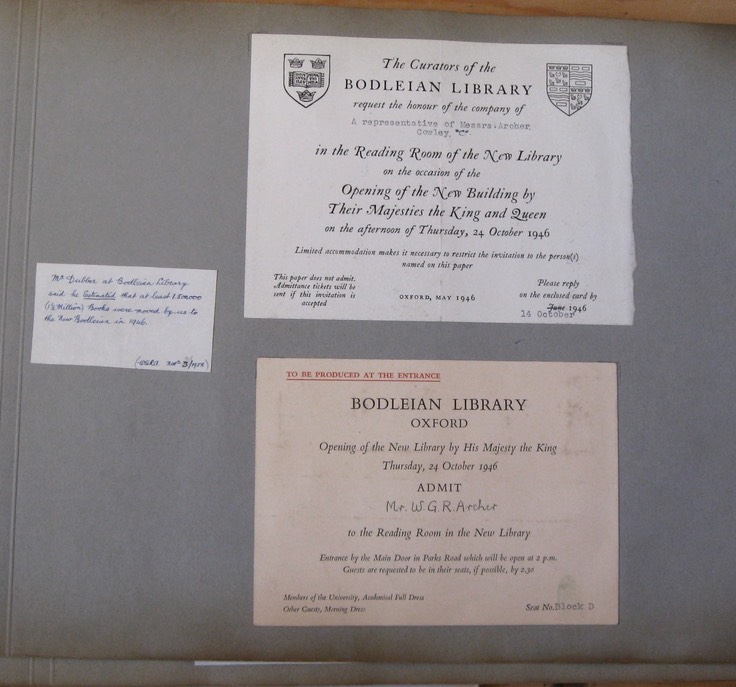 The Curators of the
BODLEIAN LIBRARY
request the honour of the company of
A representative of Messrs.Archer,
Cowley, "C".
in the Reading Room of the New Library
on the occasion of the
Opening of the New Building by
Their Majesties the King and Queen
on the afternoon of Thursday, 24 October 1946
Limited accommodation makes it necessary to restrict the invitation to the person(s)
named on this paper
This paper does not admit.
Admittance tickets will be
sent if this invitation is
accepted
OXFORD, MAY 1946
Please reply
on the enclosed card by
June 1946
14 October
Mr Dubber at Bodleian Library
said he Estimated that at least 1,500,000
(1½ Million) Books were moved by us to
the New Bodleian in 1946.
TO BE PRODUCED AT THE ENTRANCE
BODLEIAN LIBRARY
OXFORD
Opening of the New Library by His Majesty the King
Thursday, 24 October 1946
ADMIT
Mr. W.G.R. Archer
to the Reading Room in the New Library
Entrance by the Main Door in Parks Road which will be open at 2 p.m.
Guests are requested to be in their seats, if possible, by 2.30
Members of the University, Academical Full Dress
Other Guests, Morning Dress
Seat No. Block D